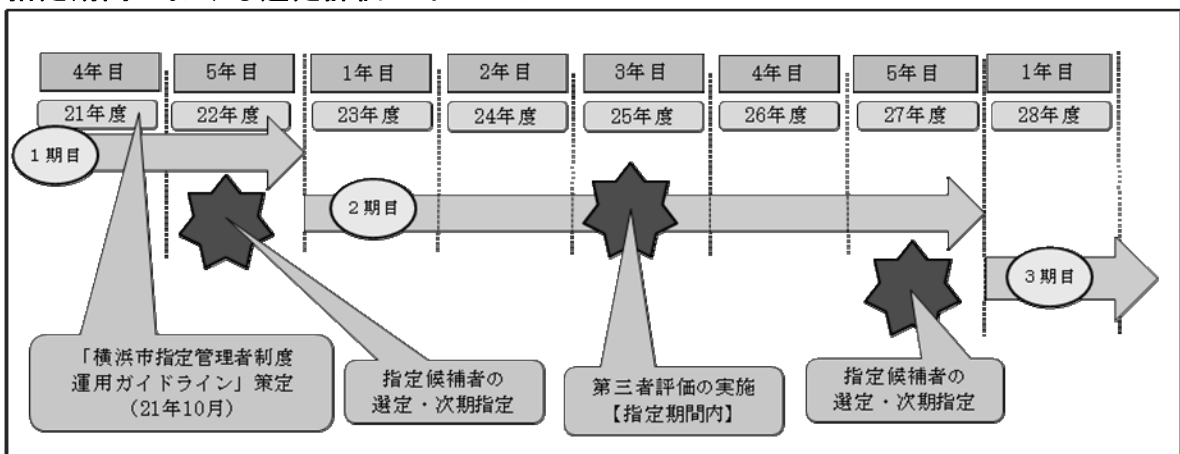 4年目
5年目
1年目
2年目
3年目
4年目
5年目
1年目
21年度
22年度
23年度
24年度
25年度
26年度
27年度
28年度
1期目
2期目
3期目
「横浜市指定管理者制度
運用ガイドライン」策定
(21年10月)
指定候補者の
選定・次期指定
第三者評価の実施
【指定期間内】
指定候補者の
選定・次期指定